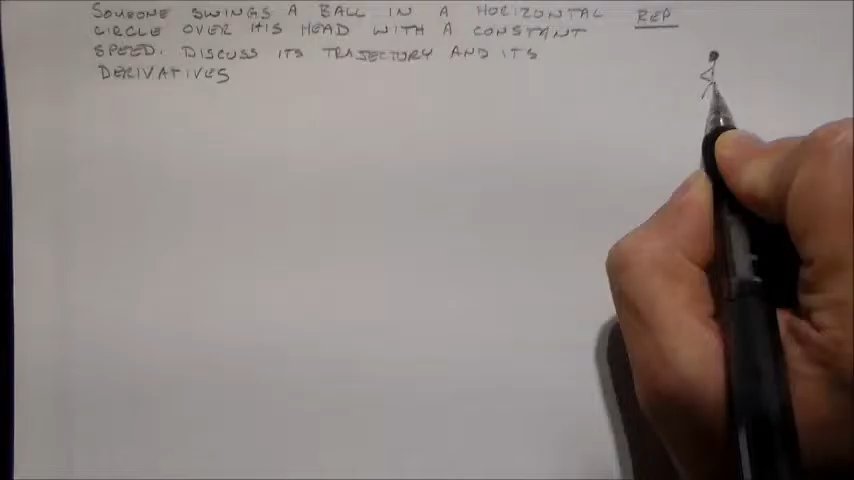 SOMEONE SWINGS A BALL IN A HORIZONTAL
CIRCLE OVER HIS HEAD WITH A CONSTANT
SPEED. DISCUSS ITS TRAJECTORY AND ITS
DERIVATIVES
REP